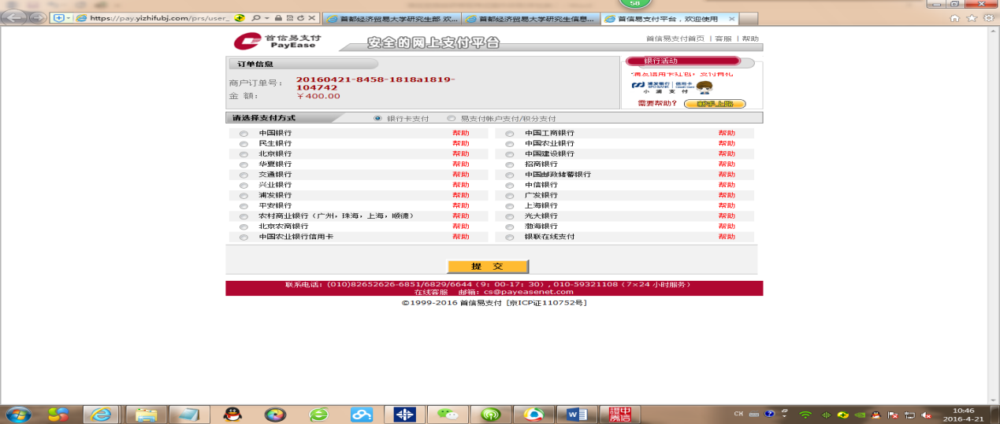 58
https://pay.yizhifubj.com/prs/user_
首都经济贸易大学研究生部 欢...
首都经济贸易大学研究生信息...
首信易支付平台，欢迎使用
首信易支付
PayEase
安全的网上支付平台
首信易支付首页 | 客服 | 帮助
订单信息
商户订单号：
20160421-8458-1818a1819-
104742
金 额：
￥400.00
银行活动
浦发信用卡红包，支付有礼
浦发银行
SPD BANK
信用卡
Credit Card
小 浦 支 付
需要帮助？
新手上路
请选择支付方式
银行卡支付
易支付帐户支付/积分支付
中国银行 帮助 中国工商银行 帮助
民生银行 帮助 中国农业银行 帮助
北京银行 帮助 中国建设银行 帮助
华夏银行 帮助 招商银行 帮助
交通银行 帮助 中国邮政储蓄银行 帮助
兴业银行 帮助 中信银行 帮助
浦发银行 帮助 广发银行 帮助
平安银行 帮助 上海银行 帮助
农村商业银行（广州，珠海，上海，顺德） 帮助 光大银行 帮助
北京农商银行 帮助 渤海银行 帮助
中国农业银行信用卡 帮助 银联在线支付 帮助
提 交
联系电话：(010)82652626-6851/6829/6644（9：00-17：30）, 010-59321108（7×24 小时服务）
在线客服 邮箱：cs@payeasenet.com
©1999-2016 首信易支付 [京ICP证110752号]
CH
10:46
2016-4-21